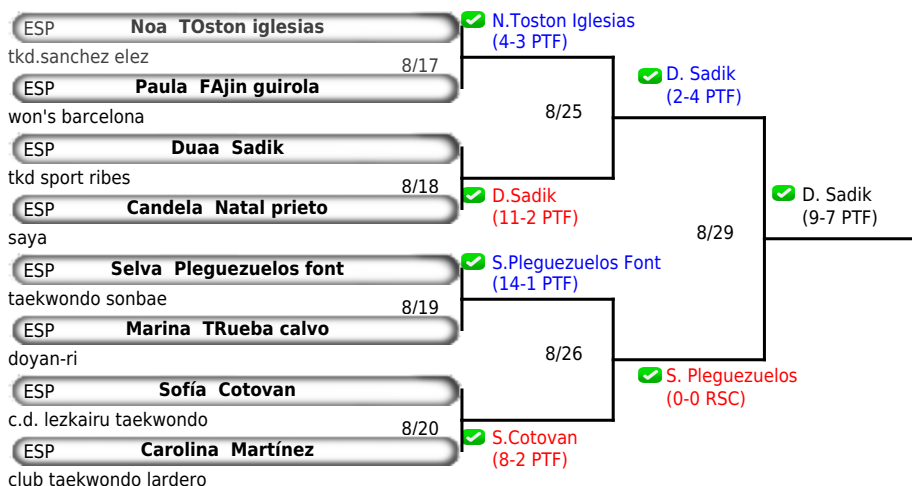 ESP Noa TOston iglesias
tkd.sanchez elez
8/17
ESP Paula FAjin guirola
won's barcelona
ESP Duaa Sadik
tkd sport ribes
8/18
ESP Candela Natal prieto
saya
ESP Selva Pleguezuelos font
taekwondo sonbae
8/19
ESP Marina TRueba calvo
doyan-ri
ESP Sofía Cotovan
c.d. lezkairu taekwondo
8/20
ESP Carolina Martínez
club taekwondo lardero
N.Toston Iglesias
(4-3 PTF)
8/25
D.Sadik
(11-2 PTF)
S.Pleguezuelos Font
(14-1 PTF)
8/26
S.Cotovan
(8-2 PTF)
D. Sadik
(2-4 PTF)
8/29
S. Pleguezuelos
(0-0 RSC)
D. Sadik
(9-7 PTF)